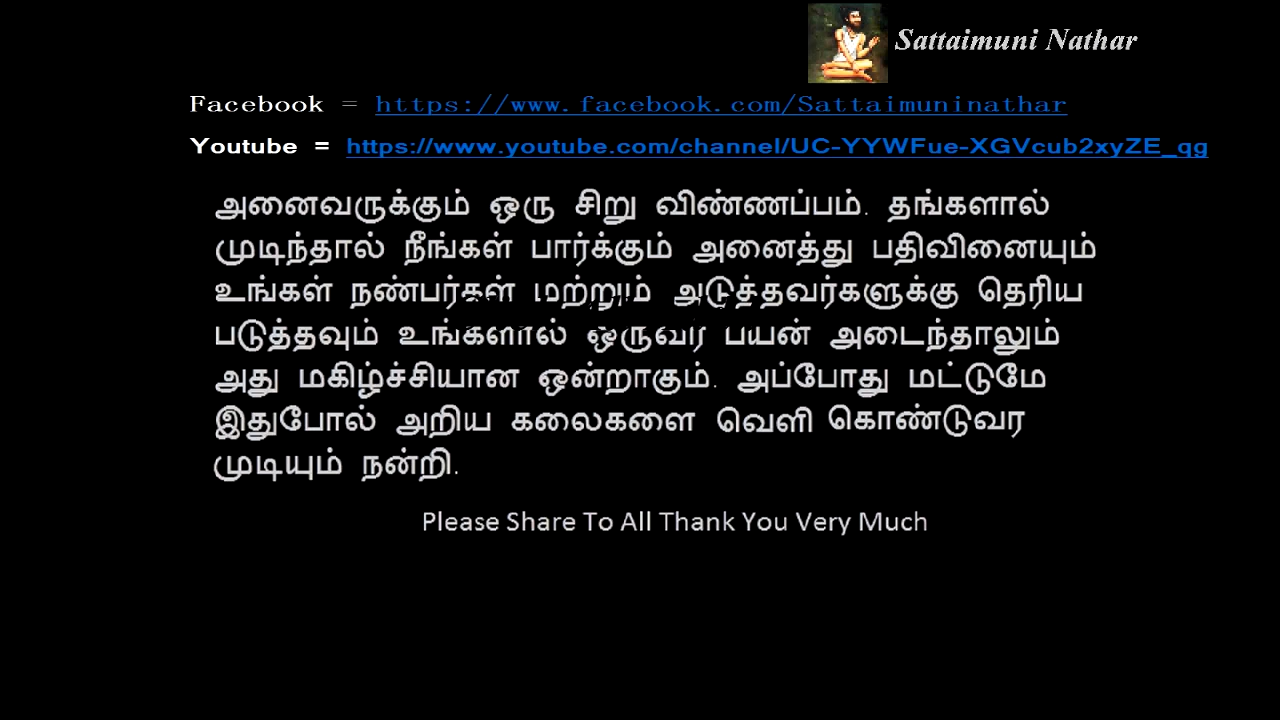 Sattaimuni Nathar
Facebook = https://www.facebook.com/Sattaimuninathar
Youtube = https://www.youtube.com/channel/UC-YYWFue-XGVcub2xyZE_qg
அனைவருக்கும் ஒரு சிறு விண்ணப்பம். தங்களால்
முடிந்தால் நீங்கள் பார்க்கும் அனைத்து பதிவினையும்
உங்கள் நண்பர்கள் மற்றும் அடுத்தவர்களுக்கு தெரிய
படுத்தவும் உங்களால் ஒருவர் பயன் அடைந்தாலும்
அது மகிழ்ச்சியான ஒன்றாகும். அப்போது மட்டுமே
இதுபோல் அறிய கலைகளை வெளி கொண்டுவர
முடியும் நன்றி.
Please Share To All Thank You Very Much